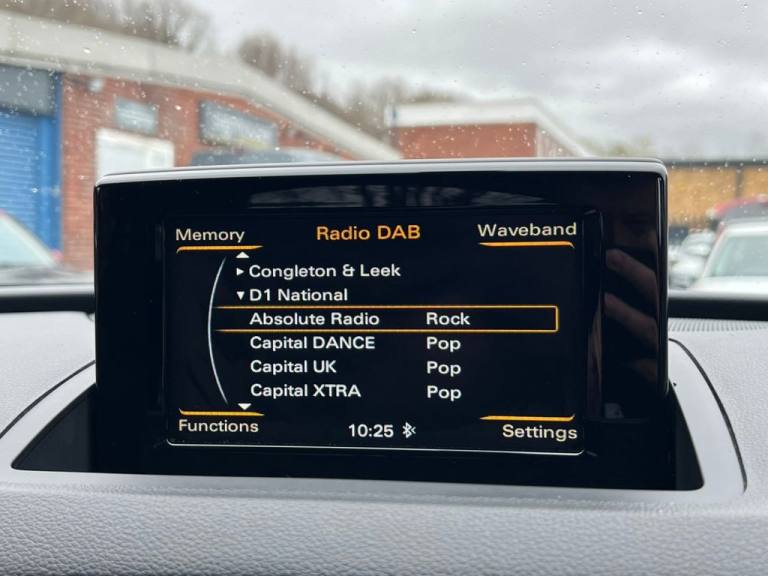 Memory Radio DAB Waveband
Congleton & Leek
D1 National
Absolute Radio Rock
Capital DANCE Pop
Capital UK Pop
Capital XTRA Pop
Functions 10:25 Settings